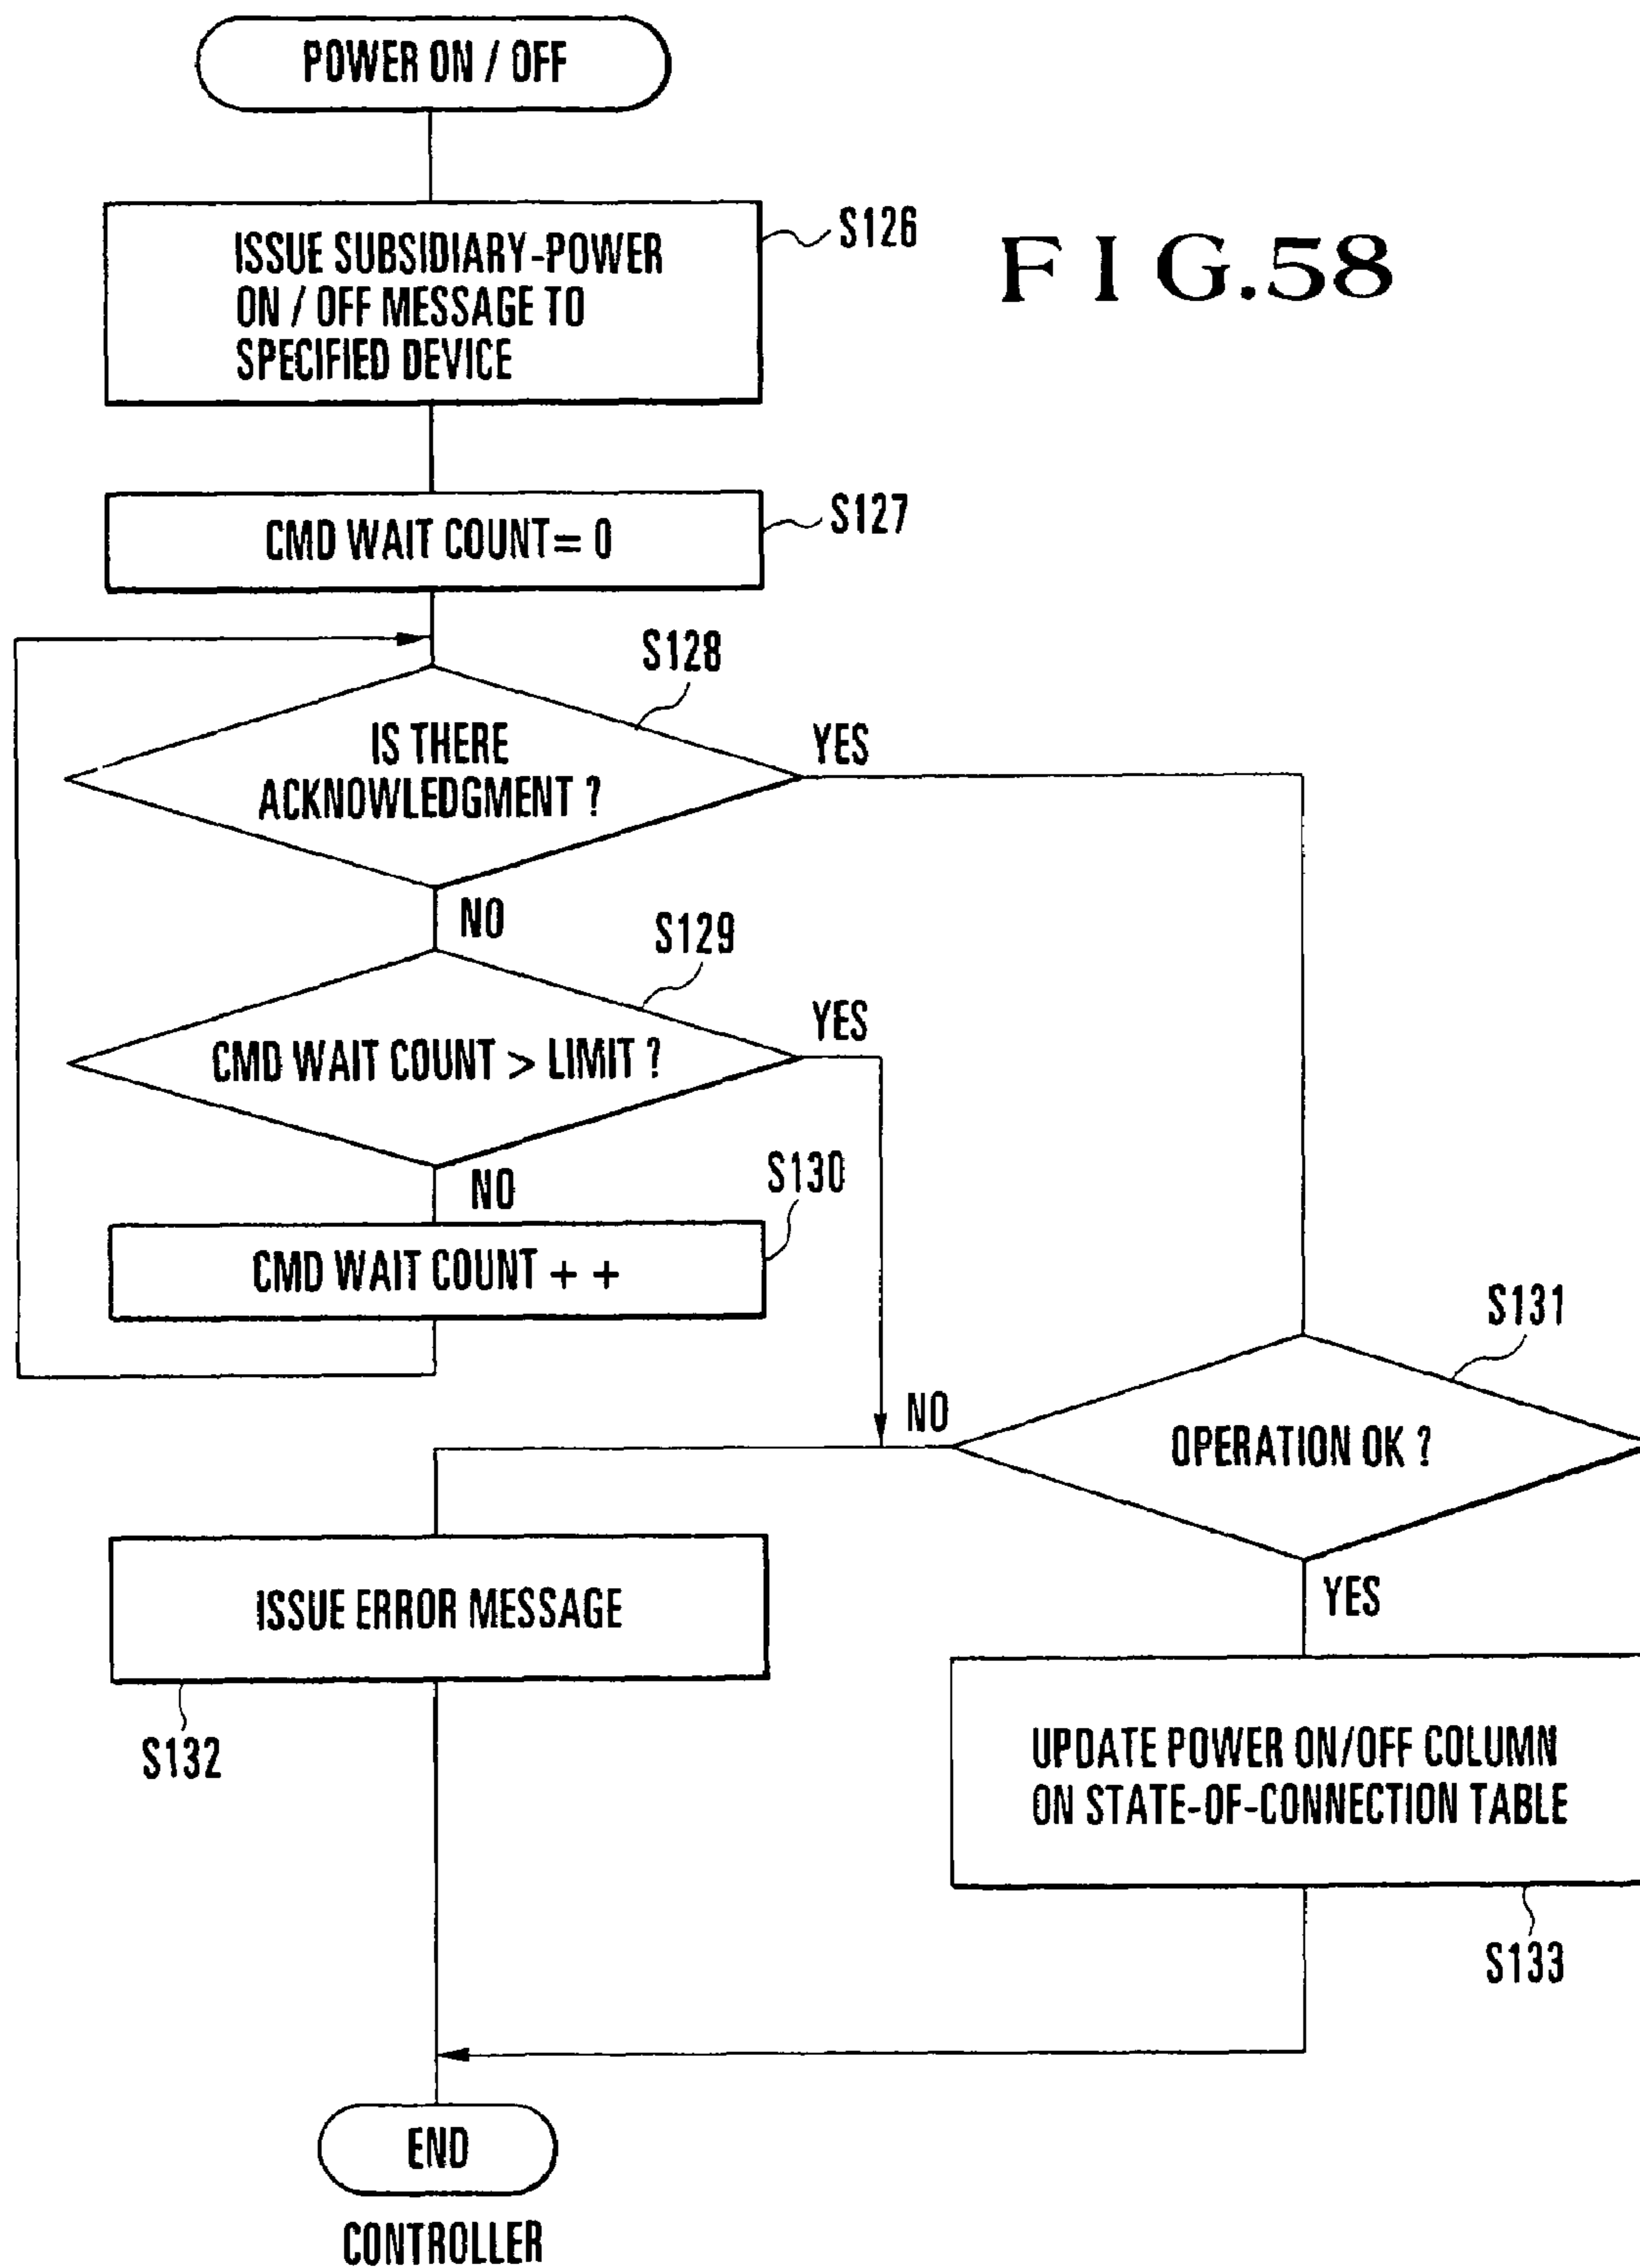 POWER ON / OFF
ISSUE SUBSIDIARY-POWER
ON / OFF MESSAGE TO
SPECIFIED DEVICE
S126
FIG.58
CMD WAIT COUNT= 0
S127
S128
IS THERE
ACKNOWLEDGMENT ?
YES
NO
S129
CMD WAIT COUNT > LIMIT ?
YES
NO
S130
CMD WAIT COUNT + +
S131
OPERATION OK ?
NO
YES
ISSUE ERROR MESSAGE
S132
UPDATE POWER ON/OFF COLUMN
ON STATE-OF-CONNECTION TABLE
S133
END
CONTROLLER